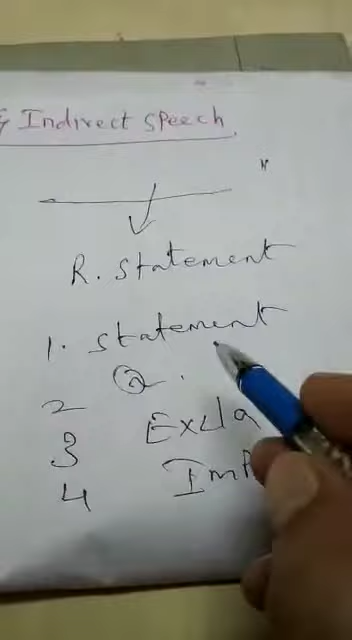 & Indirect Speech
R. Statement
1. Statement
2 Q.
3 Excla
4 Imp